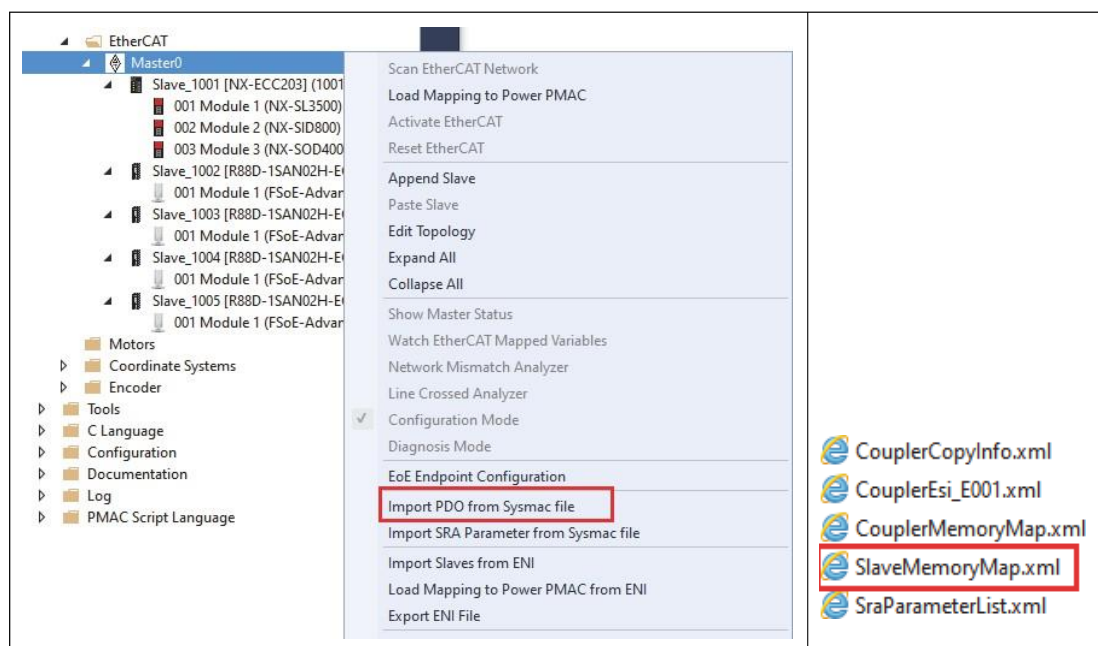 EtherCAT
Master0
Slave_1001 [NX-ECC203] (1001
001 Module 1 (NX-SL3500)
002 Module 2 (NX-SID800)
003 Module 3 (NX-SOD400
Slave_1002 [R88D-1SAN02H-E
001 Module 1 (FSoE-Advan
Slave_1003 [R88D-1SAN02H-E
001 Module 1 (FSoE-Advan
Slave_1004 [R88D-1SAN02H-E
001 Module 1 (FSoE-Advan
Slave_1005 [R88D-1SAN02H-E
001 Module 1 (FSoE-Advan
Motors
Coordinate Systems
Encoder
Tools
C Language
Configuration
Documentation
Log
PMAC Script Language
Scan EtherCAT Network
Load Mapping to Power PMAC
Activate EtherCAT
Reset EtherCAT
Append Slave
Paste Slave
Edit Topology
Expand All
Collapse All
Show Master Status
Watch EtherCAT Mapped Variables
Network Mismatch Analyzer
Line Crossed Analyzer
Configuration Mode
Diagnosis Mode
EoE Endpoint Configuration
Import PDO from Sysmac file
Import SRA Parameter from Sysmac file
Import Slaves from ENI
Load Mapping to Power PMAC from ENI
Export ENI File
CouplerCopyInfo.xml
CouplerEsi_E001.xml
CouplerMemoryMap.xml
SlaveMemoryMap.xml
SraParameterList.xml